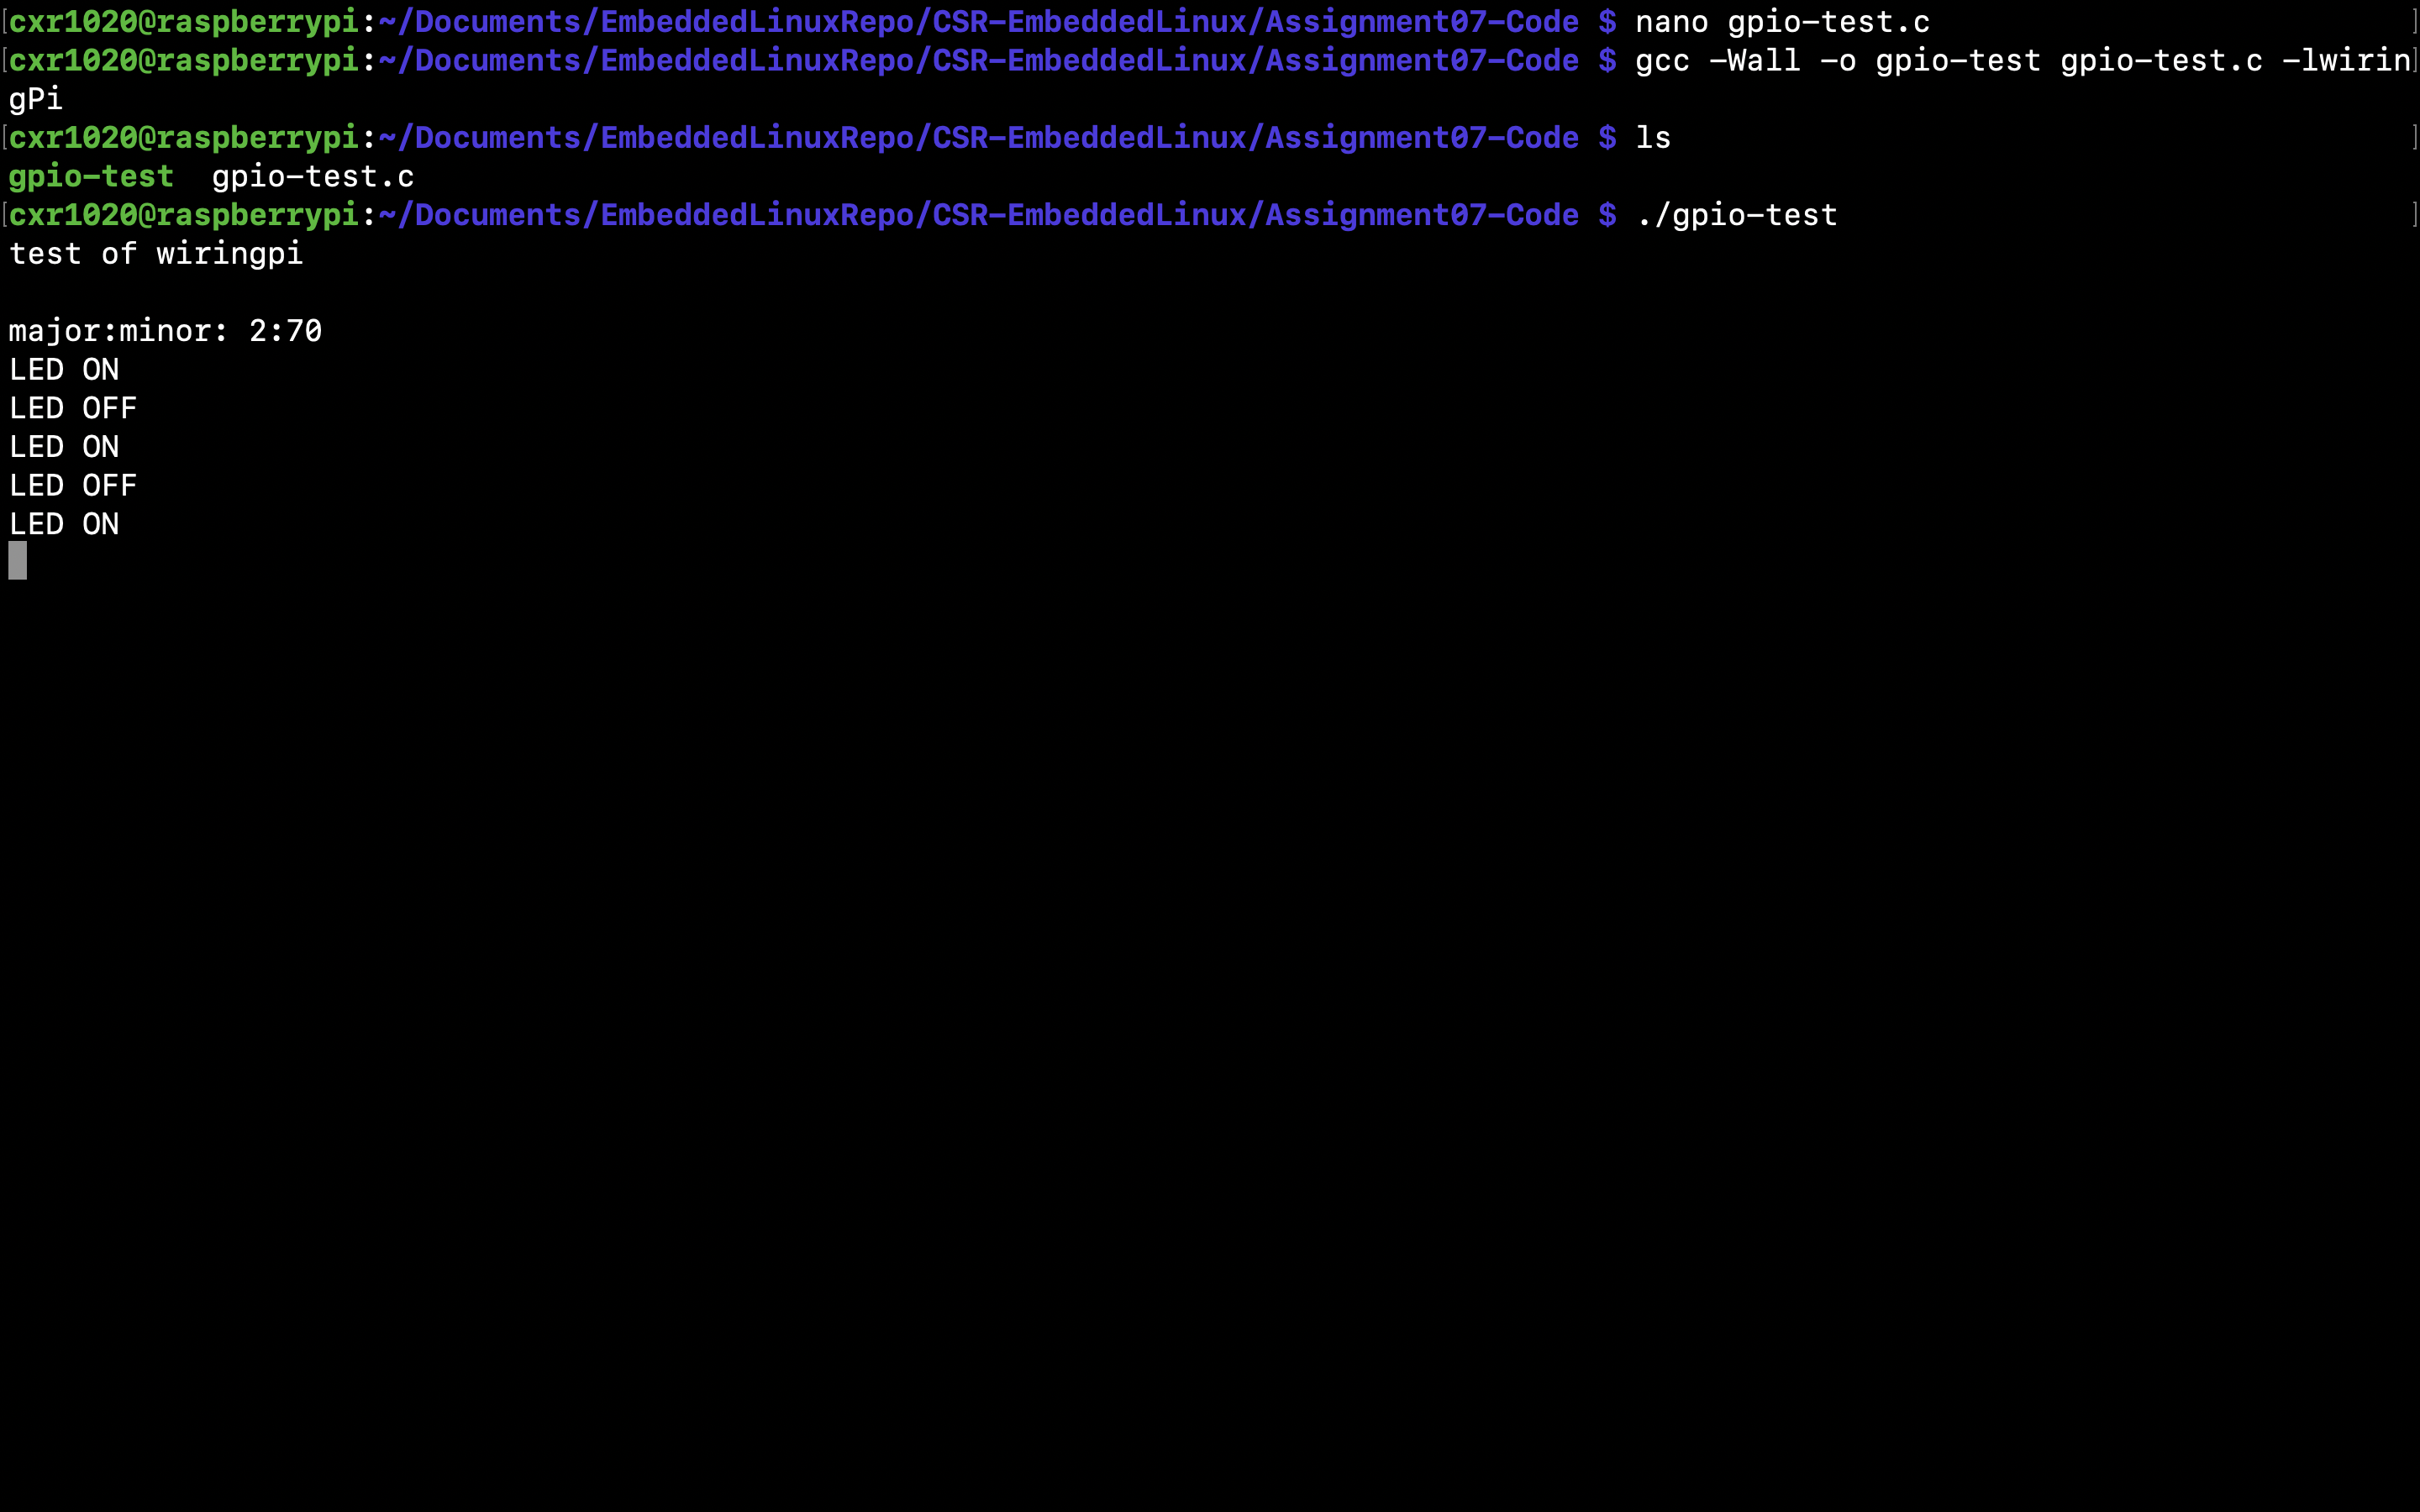 [cxr1020@raspberrypi:~/Documents/EmbeddedLinuxRepo/CSR-EmbeddedLinux/Assignment07-Code $ nano gpio-test.c ]
[cxr1020@raspberrypi:~/Documents/EmbeddedLinuxRepo/CSR-EmbeddedLinux/Assignment07-Code $ gcc -Wall -o gpio-test gpio-test.c -lwirin]
gPi
[cxr1020@raspberrypi:~/Documents/EmbeddedLinuxRepo/CSR-EmbeddedLinux/Assignment07-Code $ ls ]
gpio-test  gpio-test.c
[cxr1020@raspberrypi:~/Documents/EmbeddedLinuxRepo/CSR-EmbeddedLinux/Assignment07-Code $ ./gpio-test ]
test of wiringpi
major:minor: 2:70
LED ON
LED OFF
LED ON
LED OFF
LED ON